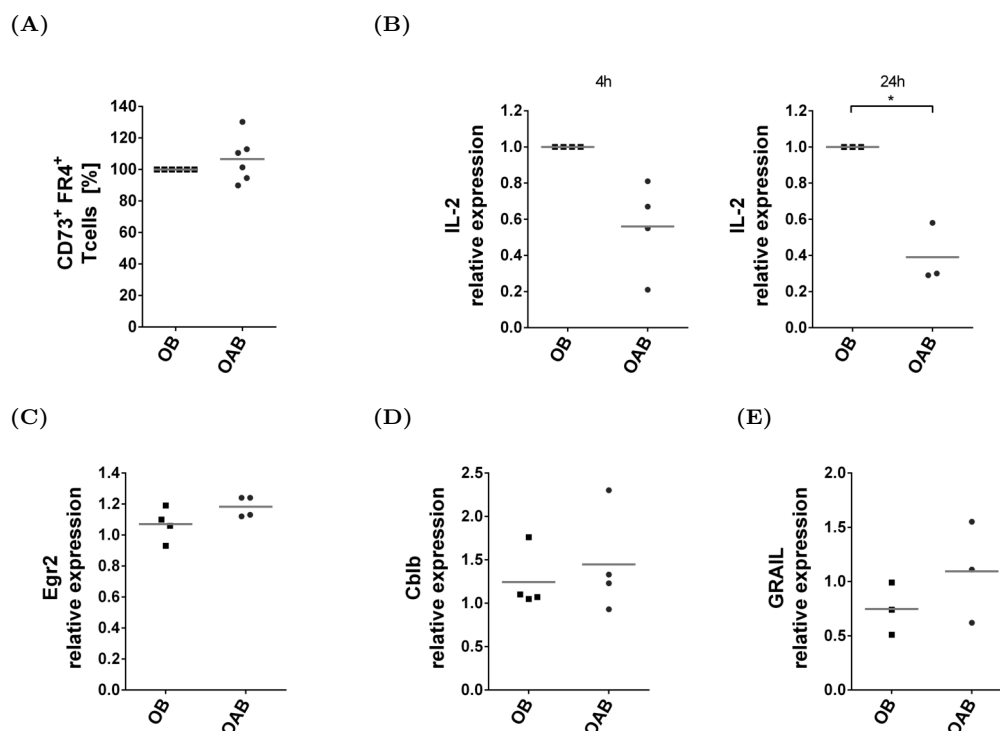 (A)
CD73+ FR4+
Tcells [%]
140
120
100
80
60
40
20
0
OB
OAB
(B)
4h
IL-2
relative expression
1.2
1.0
0.8
0.6
0.4
0.2
0.0
OB
OAB
24h
*
IL-2
relative expression
1.2
1.0
0.8
0.6
0.4
0.2
0.0
OB
OAB
(C)
Egr2
relative expression
1.4
1.2
1.0
0.8
0.6
0.4
0.2
0.0
OB
OAB
(D)
Cblb
relative expression
2.5
2.0
1.5
1.0
0.5
0.0
OB
OAB
(E)
GRAIL
relative expression
2.0
1.5
1.0
0.5
0.0
OB
OAB